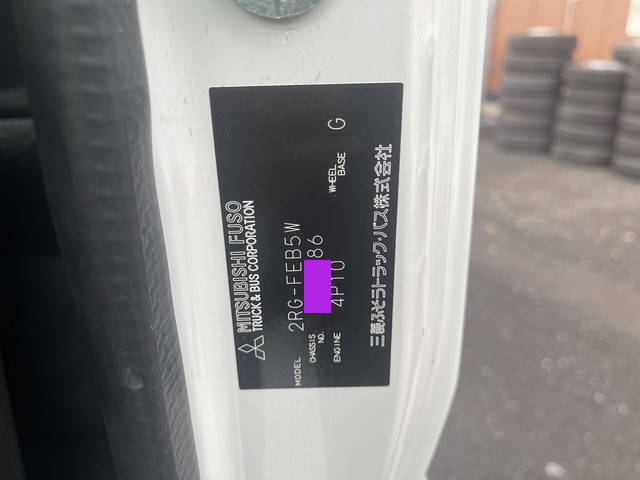 MITSUBISHI FUSO
TRUCK & BUS CORPORATION
MODEL 2RG-FEB5W
CHASSIS NO. 86
ENGINE 4P10 WHEEL BASE G
三菱ふそうトラック・バス株式会社